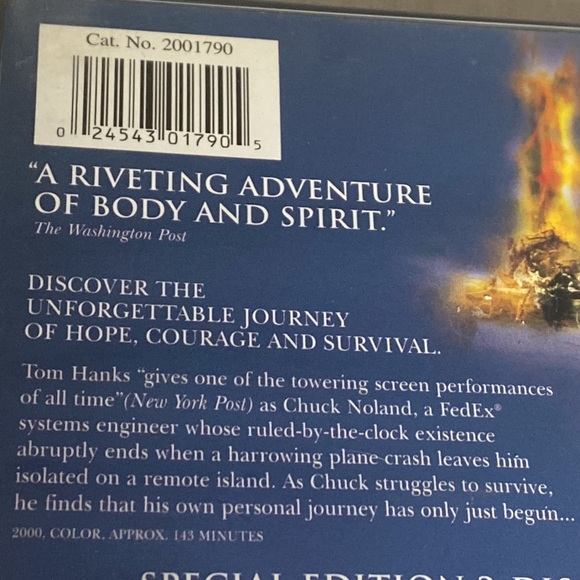 Cat. No. 2001790
0 24543 01790 5
“A RIVETING ADVENTURE
OF BODY AND SPIRIT.”
The Washington Post
DISCOVER THE
UNFORGETTABLE JOURNEY
OF HOPE, COURAGE AND SURVIVAL.
Tom Hanks “gives one of the towering screen performances
of all time”(New York Post) as Chuck Noland, a FedEx®
systems engineer whose ruled-by-the-clock existence
abruptly ends when a harrowing plane crash leaves him
isolated on a remote island. As Chuck struggles to survive,
he finds that his own personal journey has only just begun...
2000, COLOR, APPROX. 143 MINUTES
SPECIAL EDITION 2